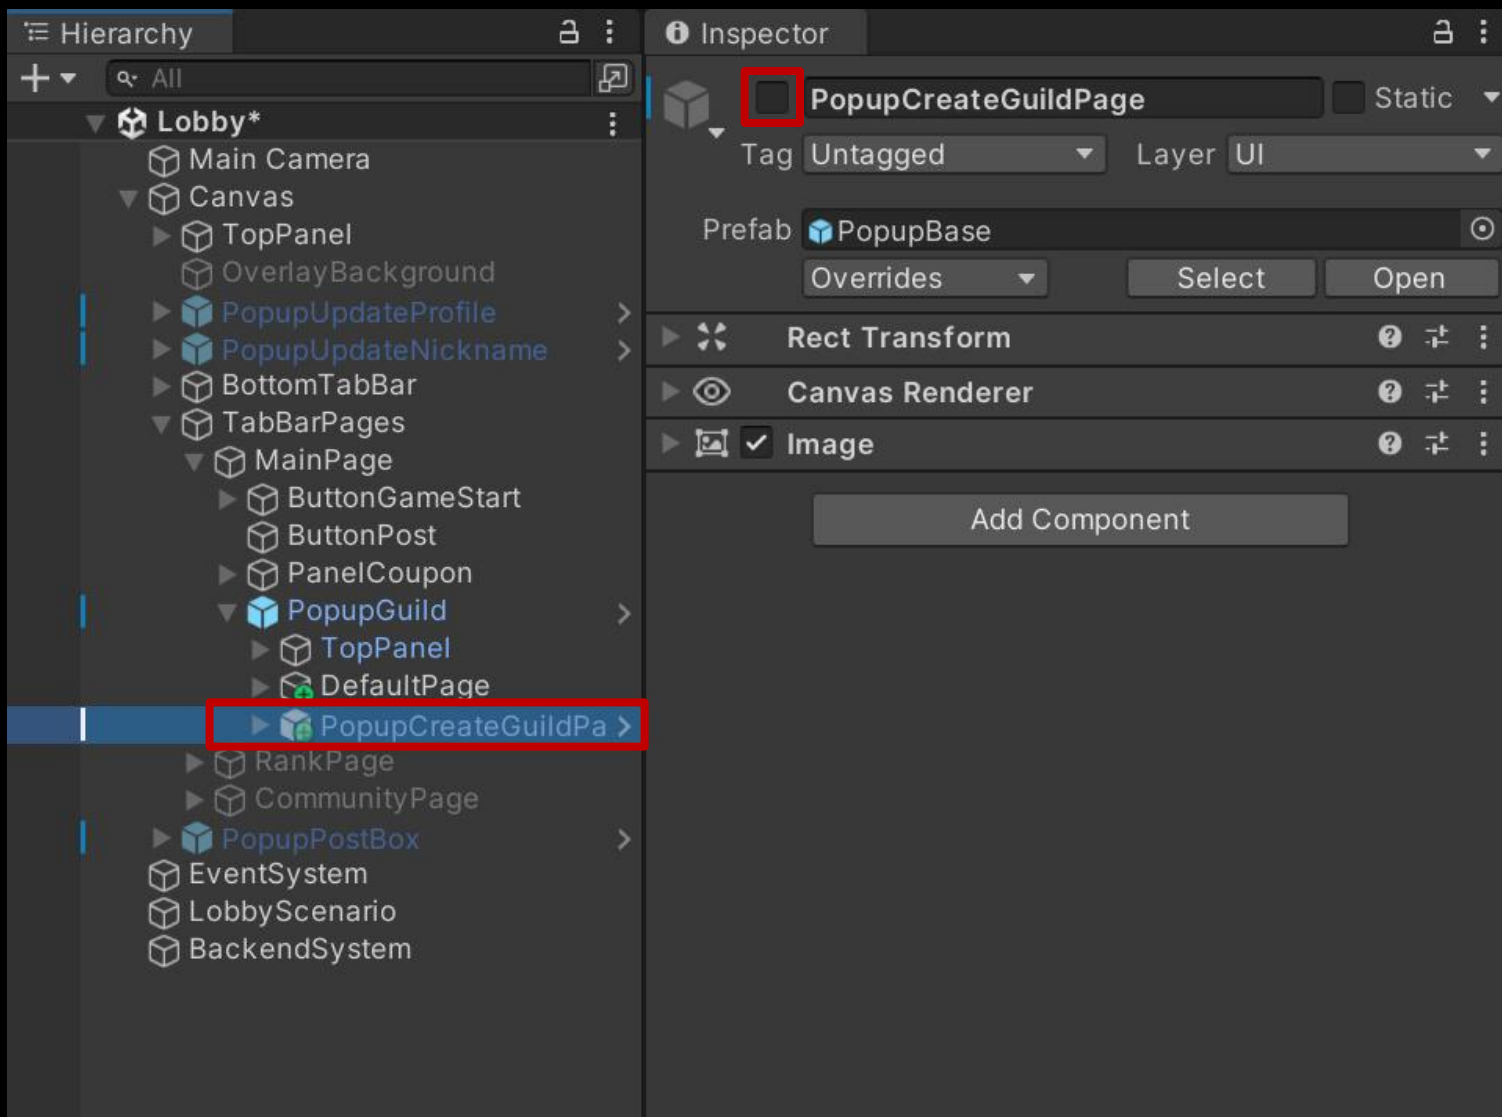 Hierarchy
All
Lobby*
Main Camera
Canvas
TopPanel
OverlayBackground
PopupUpdateProfile
PopupUpdateNickname
BottomTabBar
TabBarPages
MainPage
ButtonGameStart
ButtonPost
PanelCoupon
PopupGuild
TopPanel
DefaultPage
PopupCreateGuildPa
RankPage
CommunityPage
PopupPostBox
EventSystem
LobbyScenario
BackendSystem
Inspector
PopupCreateGuildPage Static
Tag Untagged Layer UI
Prefab PopupBase
Overrides Select Open
Rect Transform
Canvas Renderer
Image
Add Component